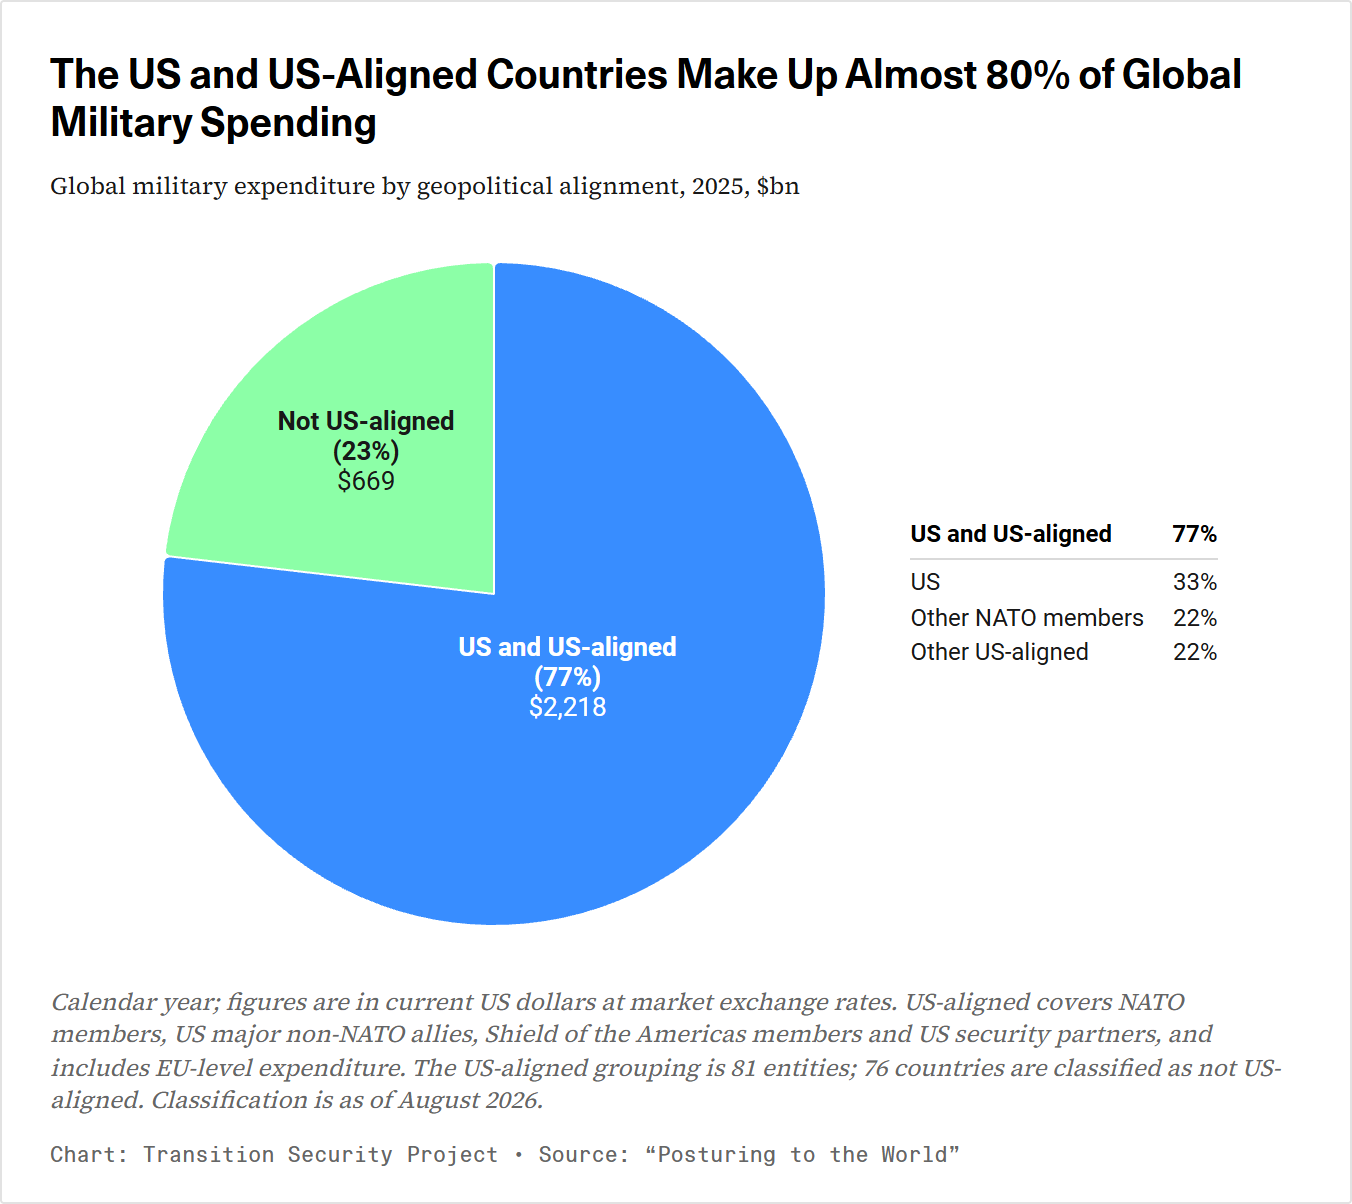 The US and US-Aligned Countries Make Up Almost 80% of Global
Military Spending
Global military expenditure by geopolitical alignment, 2025, $bn
Not US-aligned
(23%)
$669
US and US-aligned
(77%)
$2,218
US and US-aligned 77%
US 33%
Other NATO members 22%
Other US-aligned 22%
Calendar year; figures are in current US dollars at market exchange rates. US-aligned covers NATO
members, US major non-NATO allies, Shield of the Americas members and US security partners, and
includes EU-level expenditure. The US-aligned grouping is 81 entities; 76 countries are classified as not US-
aligned. Classification is as of August 2026.
Chart: Transition Security Project • Source: “Posturing to the World”